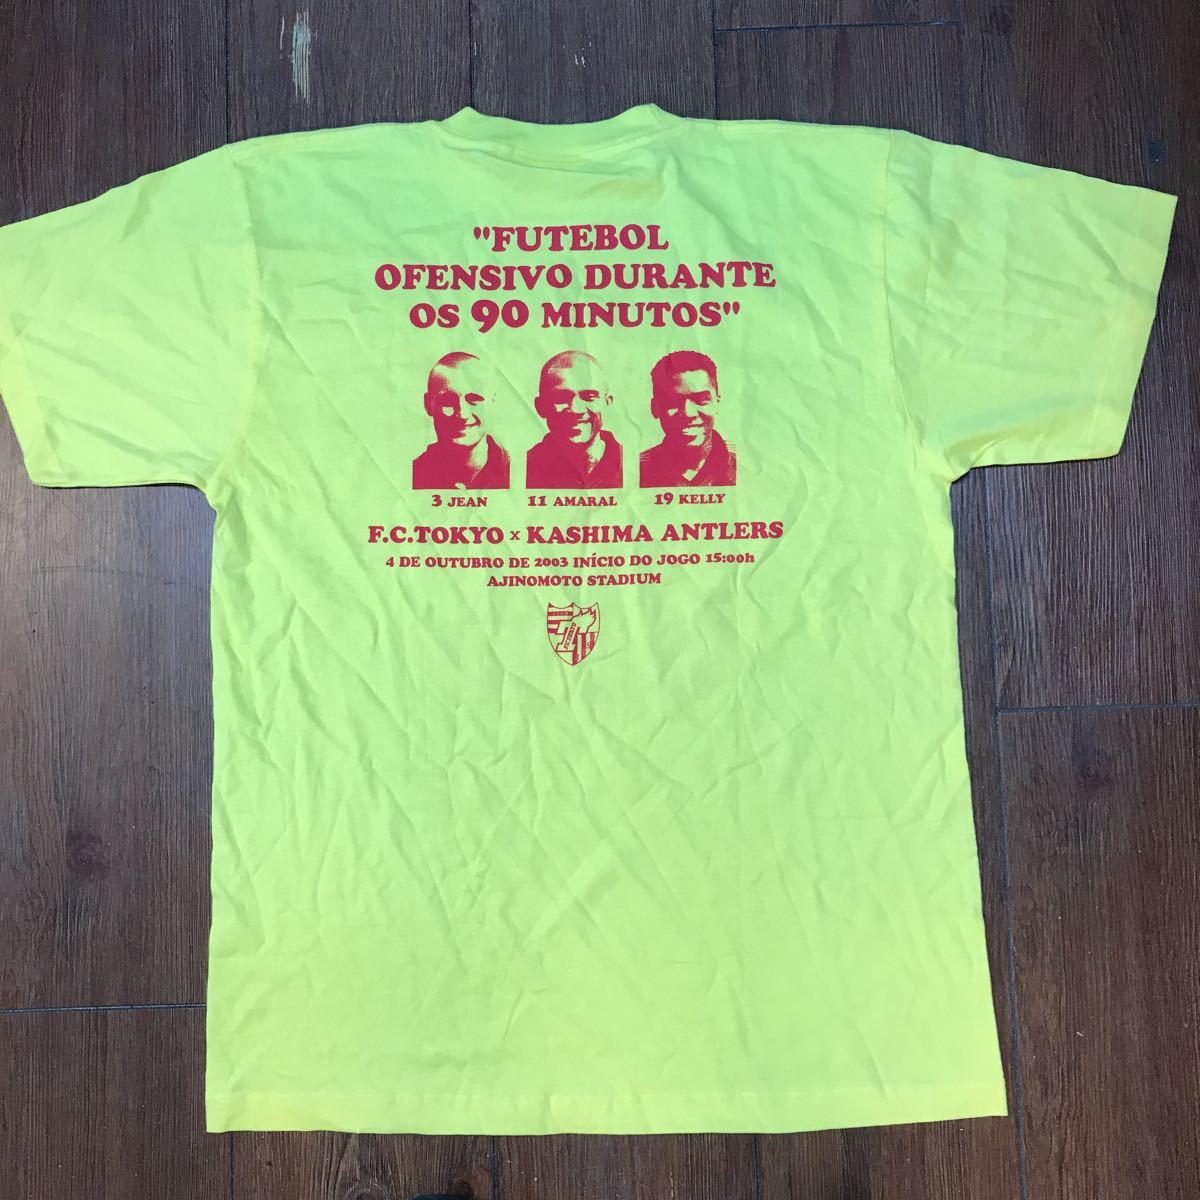 "FUTEBOL
OFENSIVO DURANTE
OS 90 MINUTOS"
3 JEAN 11 AMARAL 19 KELLY
F.C.TOKYO x KASHIMA ANTLERS
4 DE OUTUBRO DE 2003 INÍCIO DO JOGO 15:00h
AJINOMOTO STADIUM